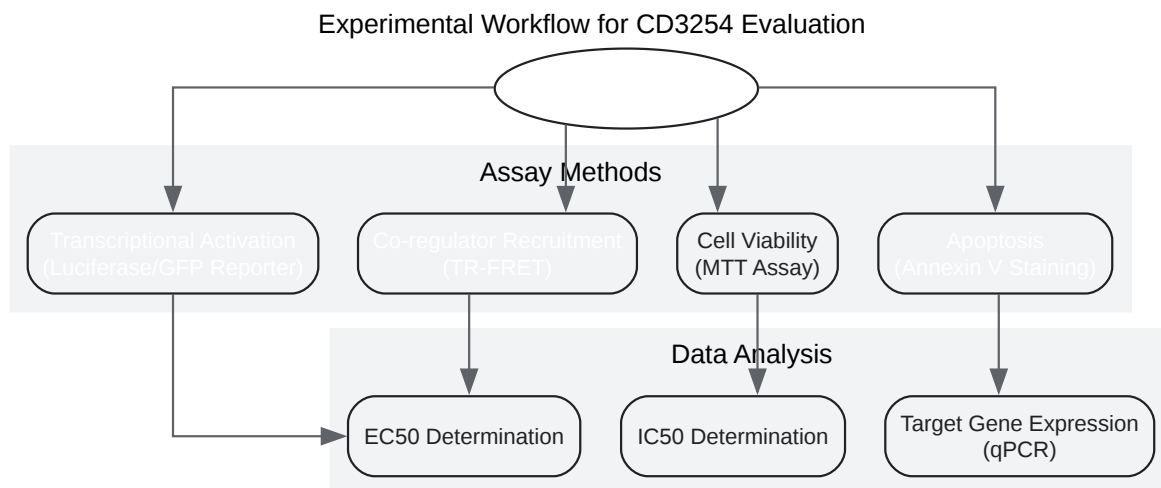 Experimental Workflow for CD3254 Evaluation
Assay Methods
Transcriptional Activation
(Luciferase/GFP Reporter)
Co-regulator Recruitment
(TR-FRET)
Cell Viability
(MTT Assay)
Apoptosis
(Annexin V Staining)
Data Analysis
EC50 Determination
IC50 Determination
Target Gene Expression
(qPCR)